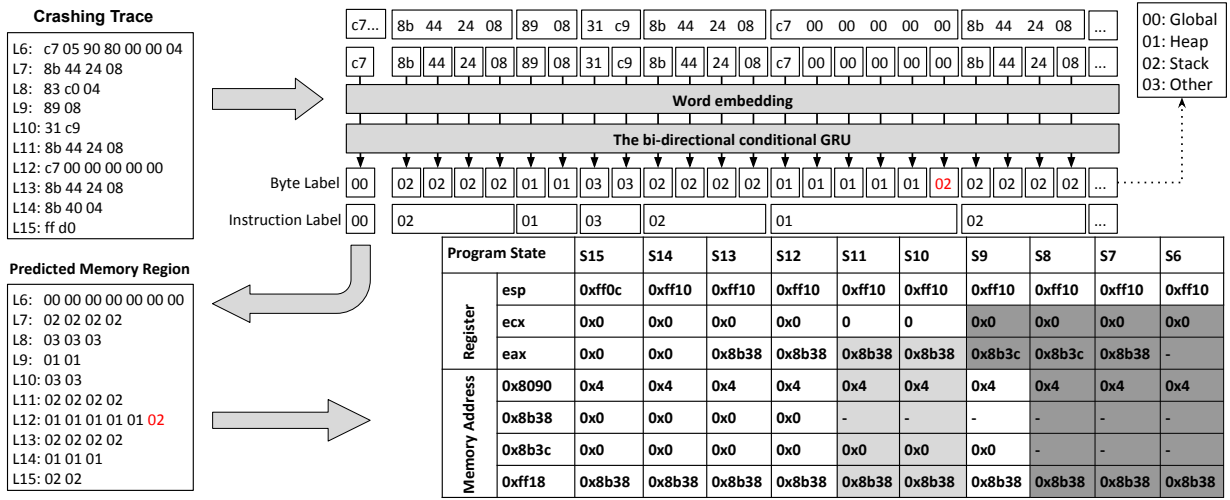 Crashing Trace
L6: c7 05 90 80 00 00 04
L7: 8b 44 24 08
L8: 83 c0 04
L9: 89 08
L10: 31 c9
L11: 8b 44 24 08
L12: c7 00 00 00 00 00
L13: 8b 44 24 08
L14: 8b 40 04
L15: ff d0
c7... 8b 44 24 08 89 08 31 c9 8b 44 24 08 c7 00 00 00 00 00 8b 44 24 08 ...
c7 8b 44 24 08 89 08 31 c9 8b 44 24 08 c7 00 00 00 00 00 8b 44 24 08 ...
Word embedding
The bi-directional conditional GRU
Byte Label 00 02 02 02 02 01 01 03 03 02 02 02 02 01 01 01 01 01 02 02 02 02 02 ...
Instruction Label 00 02 01 03 02 01 02 ...
00: Global
01: Heap
02: Stack
03: Other
Predicted Memory Region
L6: 00 00 00 00 00 00 00
L7: 02 02 02 02
L8: 03 03 03
L9: 01 01
L10: 03 03
L11: 02 02 02 02
L12: 01 01 01 01 01 02
L13: 02 02 02 02
L14: 01 01 01
L15: 02 02
Program State S15 S14 S13 S12 S11 S10 S9 S8 S7 S6
Register
esp 0xff0c 0xff10 0xff10 0xff10 0xff10 0xff10 0xff10 0xff10 0xff10 0xff10
ecx 0x0 0x0 0x0 0x0 0 0 0x0 0x0 0x0 0x0
eax 0x0 0x0 0x8b38 0x8b38 0x8b38 0x8b38 0x8b3c 0x8b3c 0x8b38 -
Memory Address
0x8090 0x4 0x4 0x4 0x4 0x4 0x4 0x4 0x4 0x4 0x4
0x8b38 0x0 0x0 0x0 0x0 - - - - - -
0x8b3c 0x0 0x0 0x0 0x0 0x0 0x0 0x0 - - -
0xff18 0x8b38 0x8b38 0x8b38 0x8b38 0x8b38 0x8b38 0x8b38 0x8b38 0x8b38 0x8b38